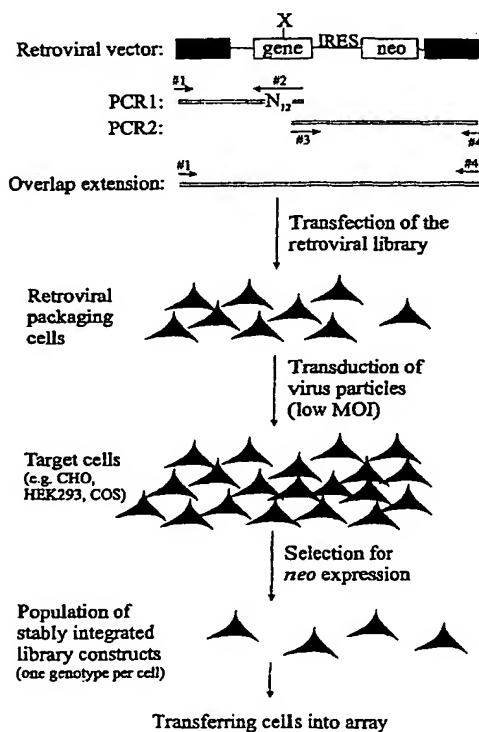 X
Retroviral vector: gene IRES neo
#1 #2
PCR1: N12
PCR2:
#3 #4
#1 #4
Overlap extension:
Transfection of the
retroviral library
Retroviral
packaging
cells
Transduction of
virus particles
(low MOI)
Target cells
(e.g. CHO,
HEK293, COS)
Selection for
neo expression
Population of
stably integrated
library constructs
(one genotype per cell)
Transferring cells into array